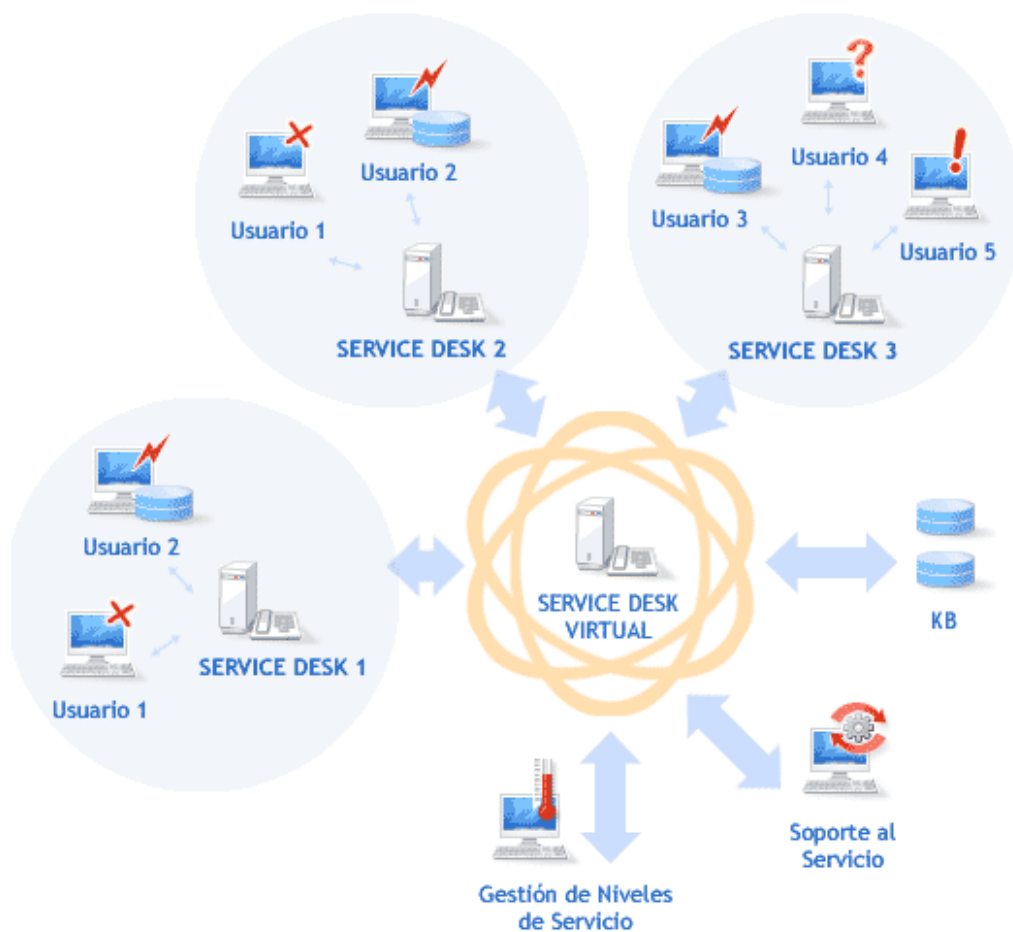 Usuario 2
Usuario 1
SERVICE DESK 2
Usuario 4
Usuario 3
Usuario 5
SERVICE DESK 3
Usuario 2
SERVICE DESK 1
Usuario 1
SERVICE DESK
VIRTUAL
KB
Soporte al
Servicio
Gestión de Niveles
de Servicio